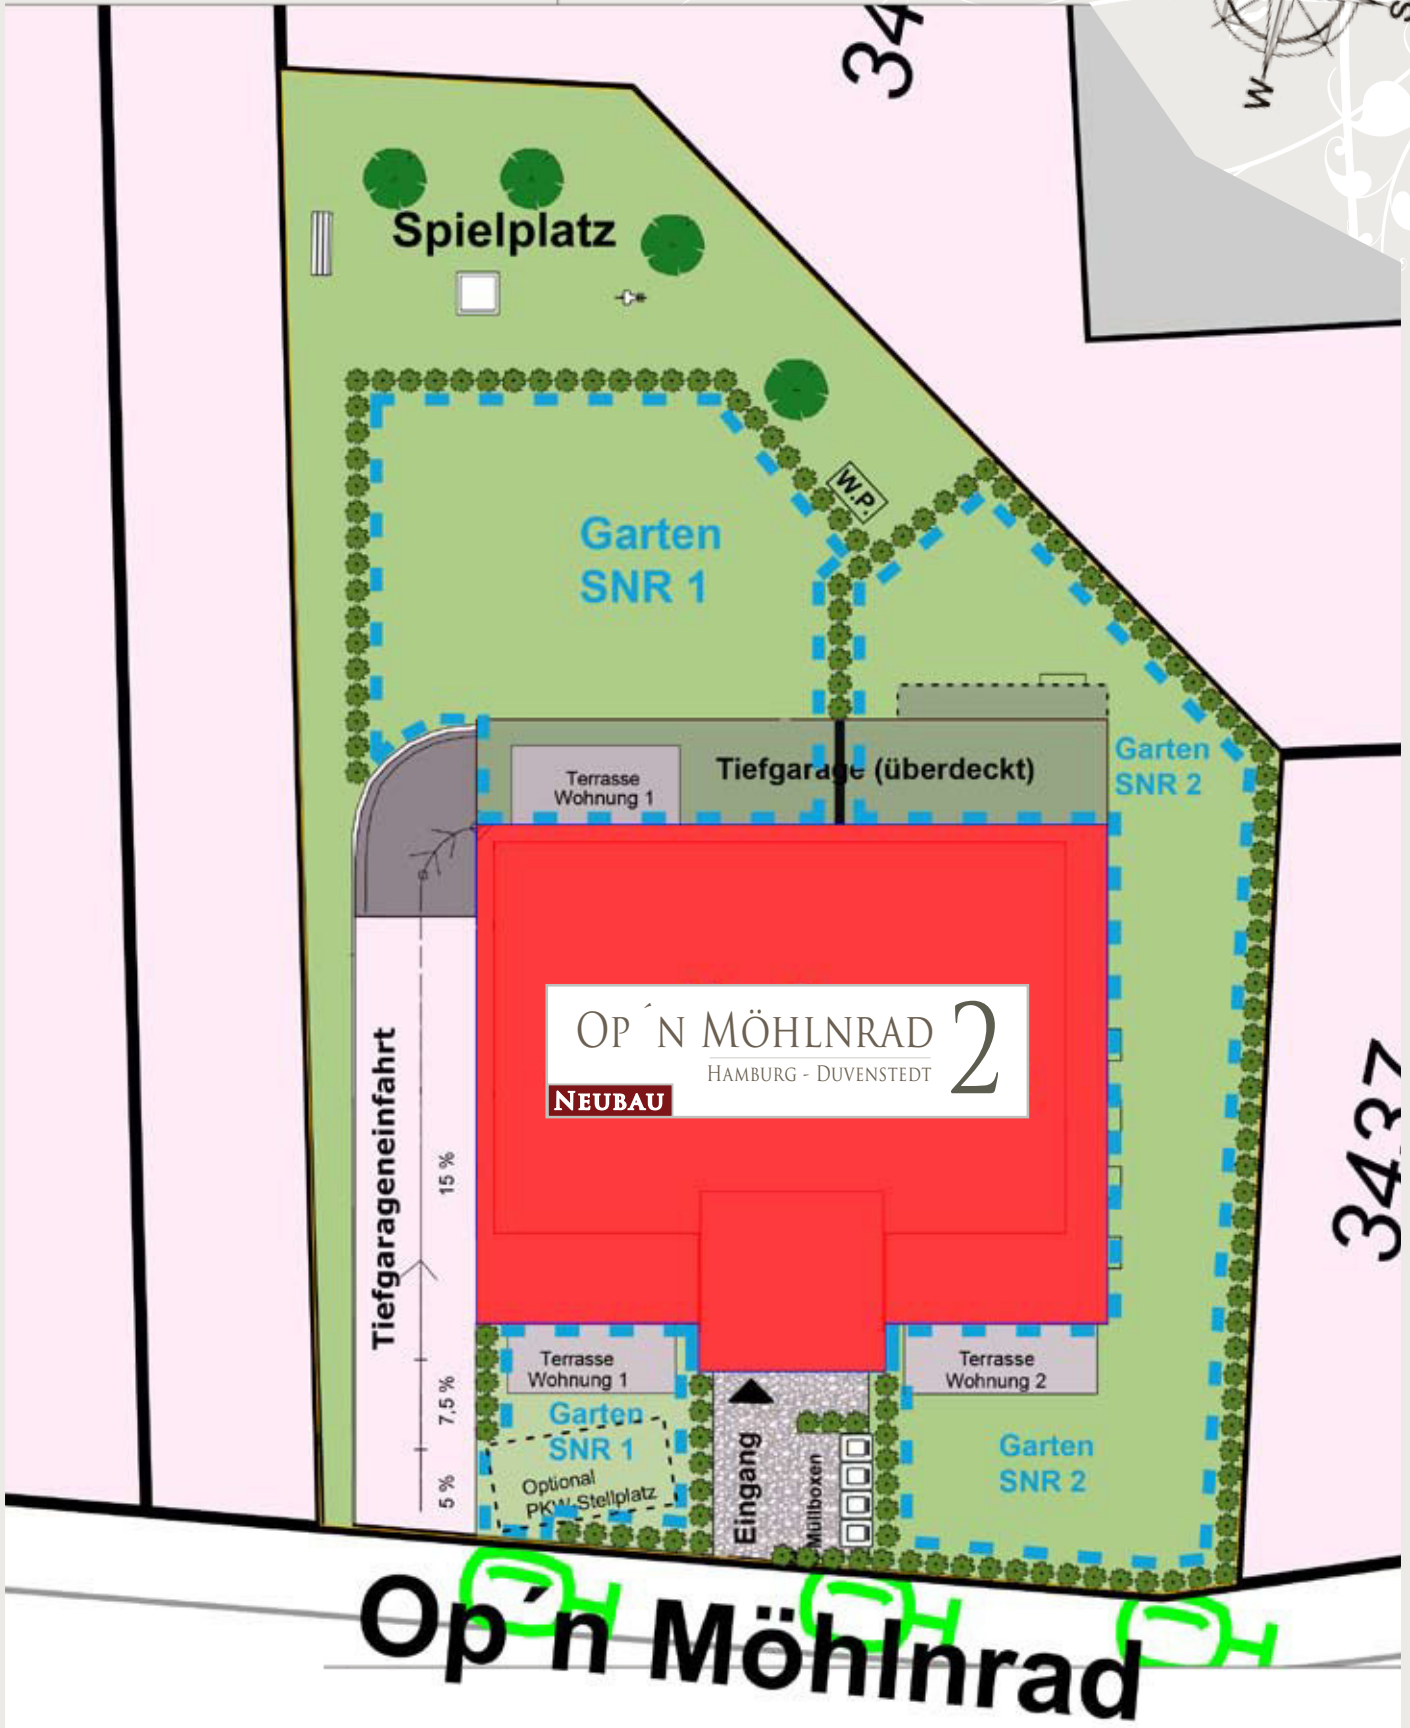 34
S
W
Spielplatz
W.P.
Garten
SNR 1
Garten
SNR 2
Terrasse
Wohnung 1
Tiefgarage (überdeckt)
OP ´N MÖHLNRAD 2
HAMBURG - DUVENSTEDT
NEUBAU
Tiefgarageneinfahrt
15 %
7,5 %
5 %
3437
Terrasse
Wohnung 1
Garten
SNR 1
Optional
PKW-Stellplatz
Eingang
Müllboxen
Terrasse
Wohnung 2
Garten
SNR 2
Op´n Möhlnrad